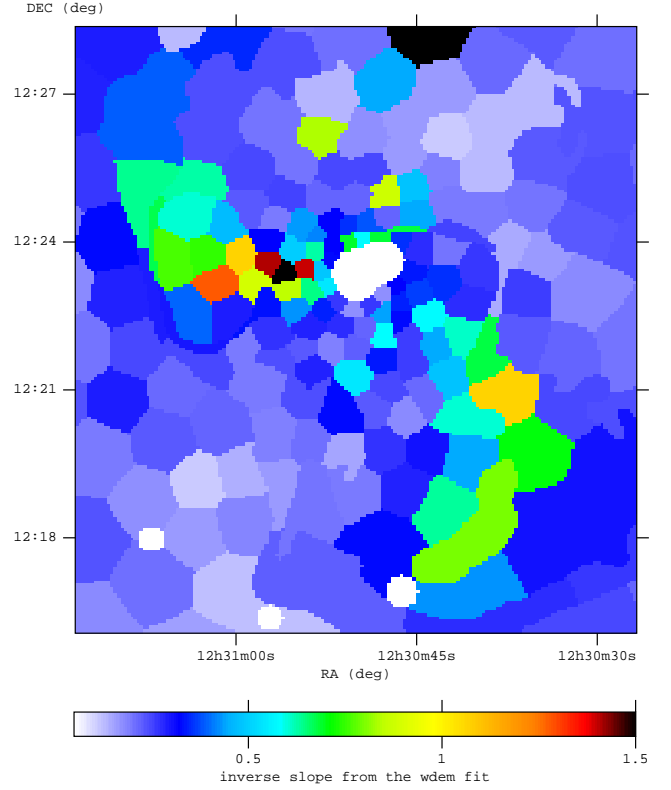 DEC (deg)
12:27
12:24
12:21
12:18
12h31m00s 12h30m45s 12h30m30s
RA (deg)
0.5 1 1.5
inverse slope from the wdem fit